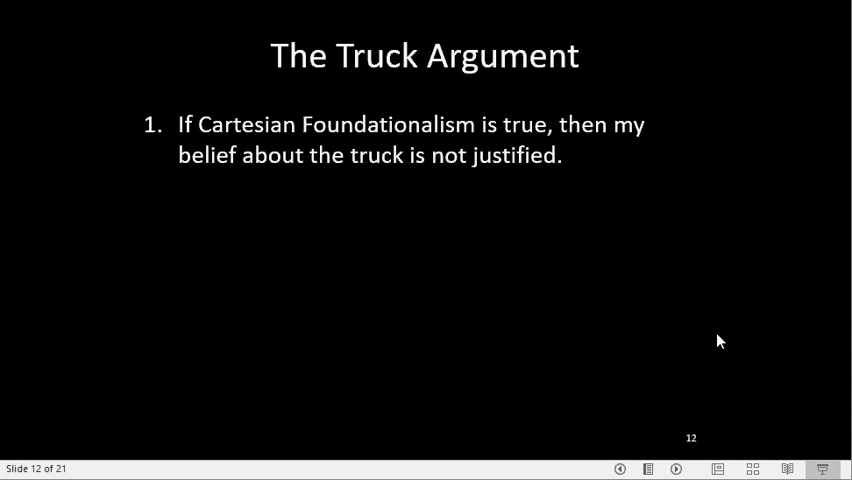 The Truck Argument
1. If Cartesian Foundationalism is true, then my
belief about the truck is not justified.
12
Slide 12 of 21